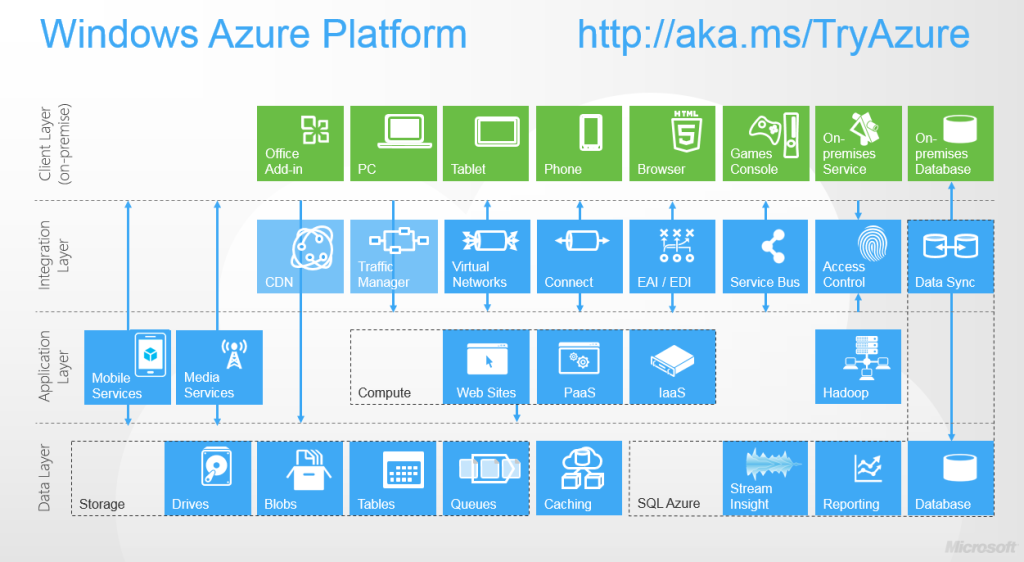 Windows Azure Platform
http://aka.ms/TryAzure
Client Layer
(on-premise)
Office
Add-in
PC
Tablet
Phone
HTML
5
Browser
Games
Console
On-
premises
Service
On-
premises
Database
Integration
Layer
CDN
Traffic
Manager
Virtual
Networks
Connect
EAI / EDI
Service Bus
Access
Control
Data Sync
Application
Layer
Mobile
Services
Media
Services
Compute
Web Sites
PaaS
IaaS
Hadoop
Data Layer
Storage
Drives
Blobs
Tables
Queues
Caching
SQL Azure
Stream
Insight
Reporting
Database
Microsoft